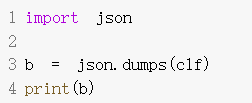 1 import  json
2
3 b  =  json.dumps(clf)
4 print(b)